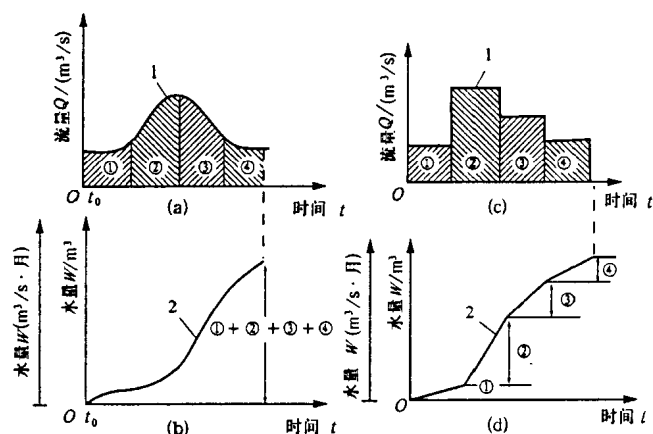 流量Q/(m³/s)
1
① ② ③ ④
O t₀
(a)
时间 t
流量Q/(m³/s)
1
① ② ③ ④
O
(c)
时间 t
水量W(m³/s·月)
水量W/m³
2
①+②+③+④
O t₀
(b)
时间 t
水量 W(m³/s·月)
水量W/m³
2
④
③
②
①
O
(d)
时间 t